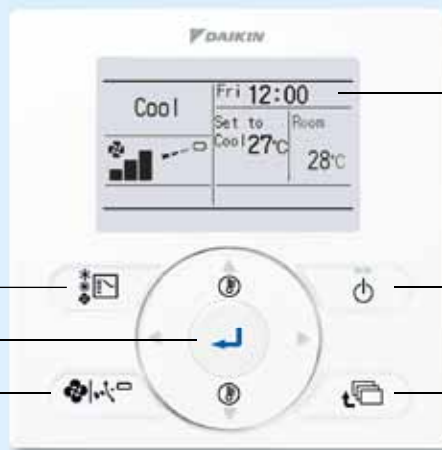 DAIKIN
Cool
Fri 12:00
Set to
Cool 27°C
Room
28°C